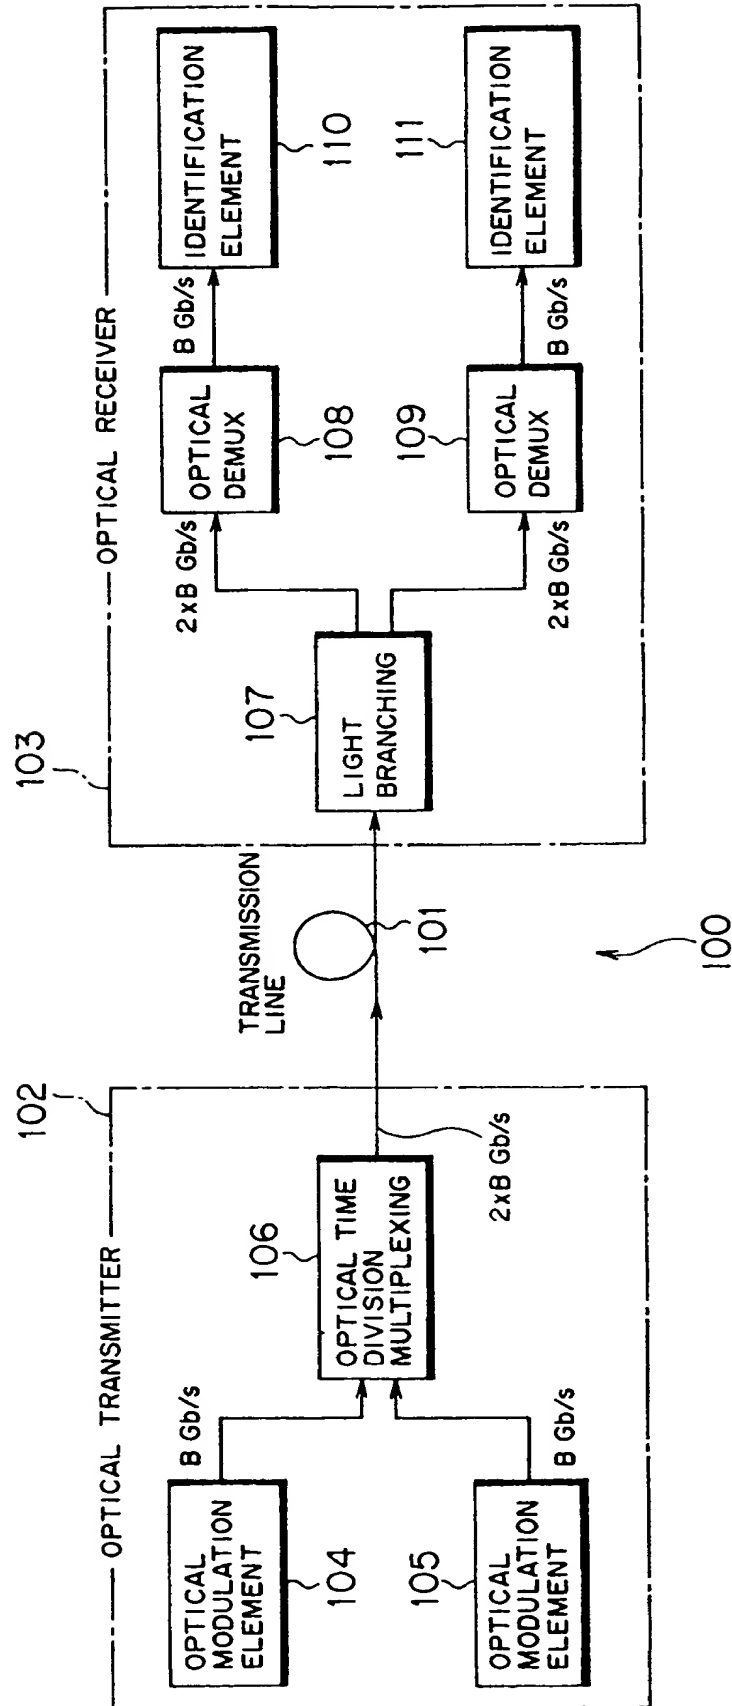 OPTICAL TRANSMITTER
102
OPTICAL
MODULATION
ELEMENT
104
B Gb/s
OPTICAL
MODULATION
ELEMENT
105
B Gb/s
106
OPTICAL TIME
DIVISION
MULTIPLEXING
2xB Gb/s
TRANSMISSION
LINE
101
100
103
OPTICAL RECEIVER
107
LIGHT
BRANCHING
2xB Gb/s
OPTICAL
DEMUX
108
B Gb/s
IDENTIFICATION
ELEMENT
110
2xB Gb/s
OPTICAL
DEMUX
109
B Gb/s
IDENTIFICATION
ELEMENT
111